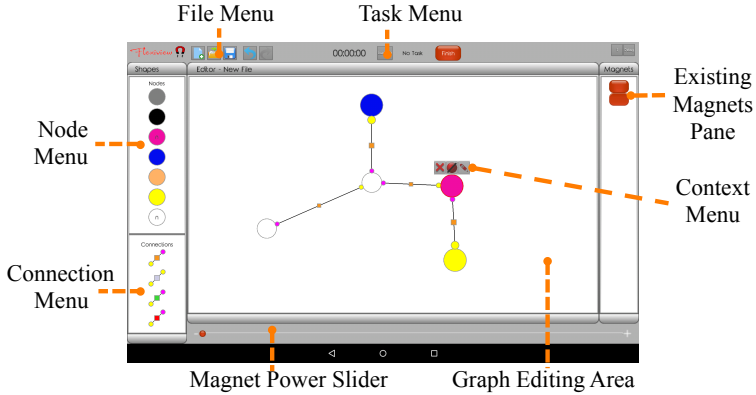 File Menu
Task Menu
Flexiview
00:00:00
No Task
Finish
Shapes
Editor - New File
Magnets
Nodes
n
Connections
Node
Menu
Connection
Menu
Existing
Magnets
Pane
Context
Menu
Magnet Power Slider
Graph Editing Area